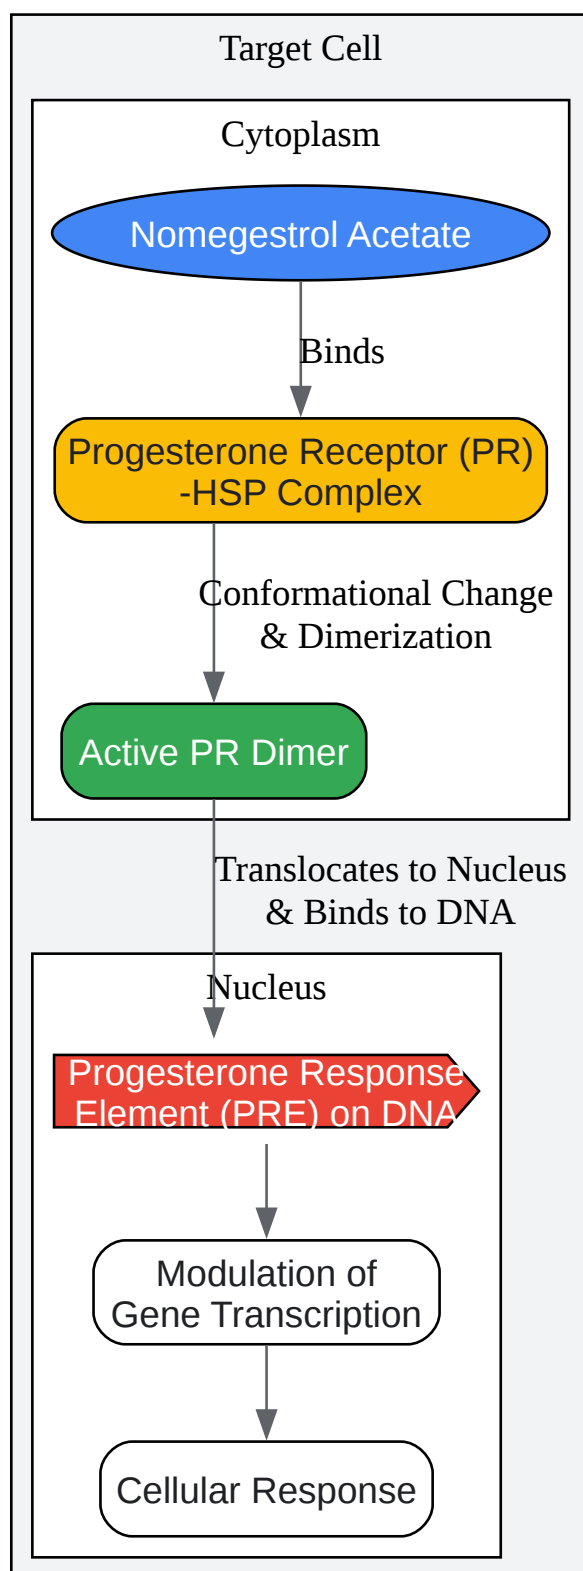 Target Cell
Cytoplasm
Nomegestrol Acetate
Binds
Progesterone Receptor (PR)
-HSP Complex
Conformational Change
& Dimerization
Active PR Dimer
Translocates to Nucleus
& Binds to DNA
Nucleus
Progesterone Response
Element (PRE) on DNA
Modulation of
Gene Transcription
Cellular Response